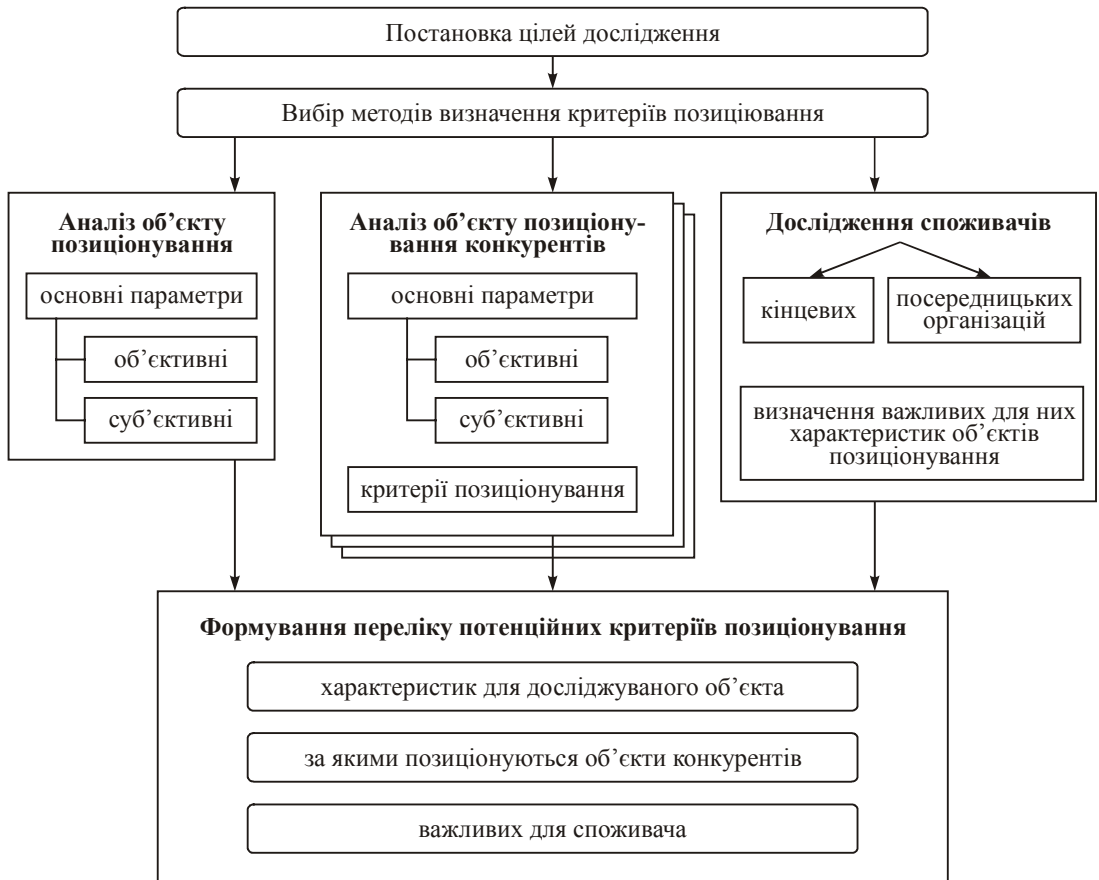 Постановка цілей дослідження
Вибір методів визначення критеріїв позиціювання
Аналіз об’єкту
позиціонування
основні параметри
об’єктивні
суб’єктивні
Аналіз об’єкту позиціону-
вання конкурентів
основні параметри
об’єктивні
суб’єктивні
критерії позиціонування
Дослідження споживачів
кінцевих
посередницьких
організацій
визначення важливих для них
характеристик об’єктів
позиціонування
Формування переліку потенційних критеріїв позиціонування
характеристик для досліджуваного об’єкта
за якими позиціонуються об’єкти конкурентів
важливих для споживача